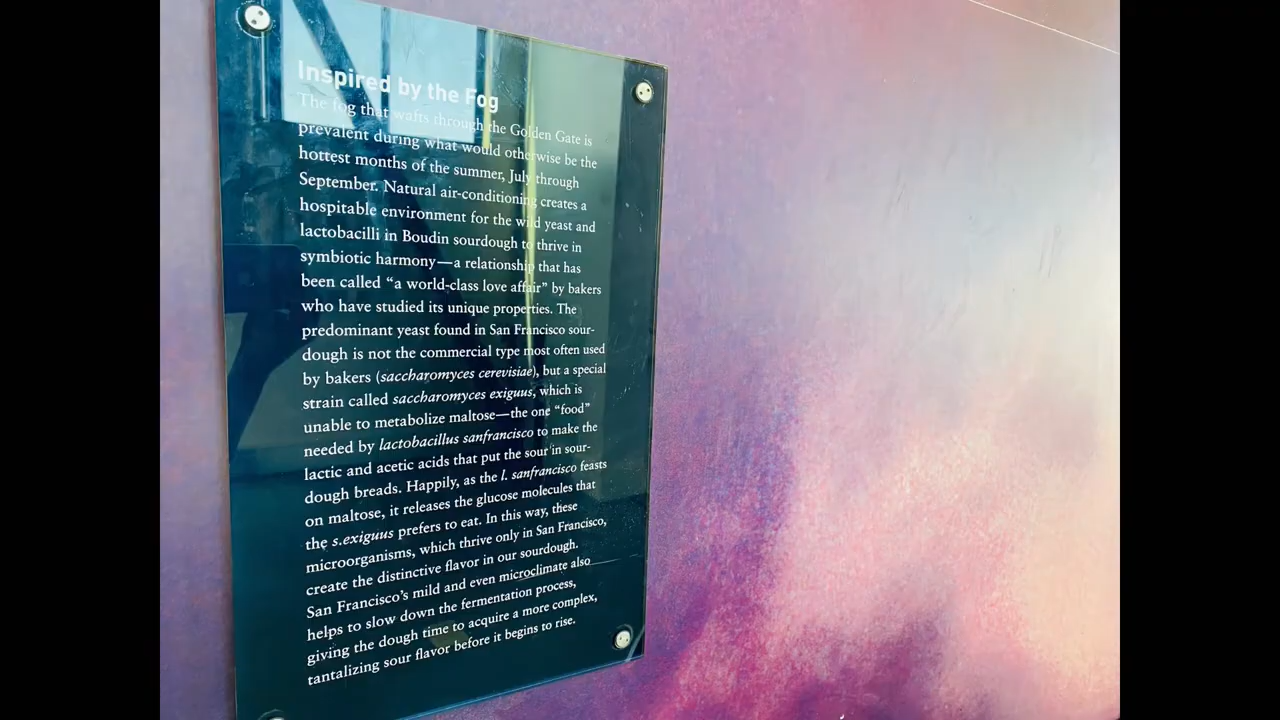 Inspired by the Fog
The fog that wafts through the Golden Gate is
prevalent during what would otherwise be the
hottest months of the summer, July through
September. Natural air-conditioning creates a
hospitable environment for the wild yeast and
lactobacilli in Boudin sourdough to thrive in
symbiotic harmony—a relationship that has
been called “a world-class love affair” by bakers
who have studied its unique properties. The
predominant yeast found in San Francisco sour-
dough is not the commercial type most often used
by bakers (saccharomyces cerevisiae), but a special
strain called saccharomyces exiguus, which is
unable to metabolize maltose—the one “food”
needed by lactobacillus sanfrancisco to make the
lactic and acetic acids that put the sour in sour-
dough breads. Happily, as the l. sanfrancisco feasts
on maltose, it releases the glucose molecules that
the s.exiguus prefers to eat. In this way, these
microorganisms, which thrive only in San Francisco,
create the distinctive flavor in our sourdough.
San Francisco’s mild and even microclimate also
helps to slow down the fermentation process,
giving the dough time to acquire a more complex,
tantalizing sour flavor before it begins to rise.